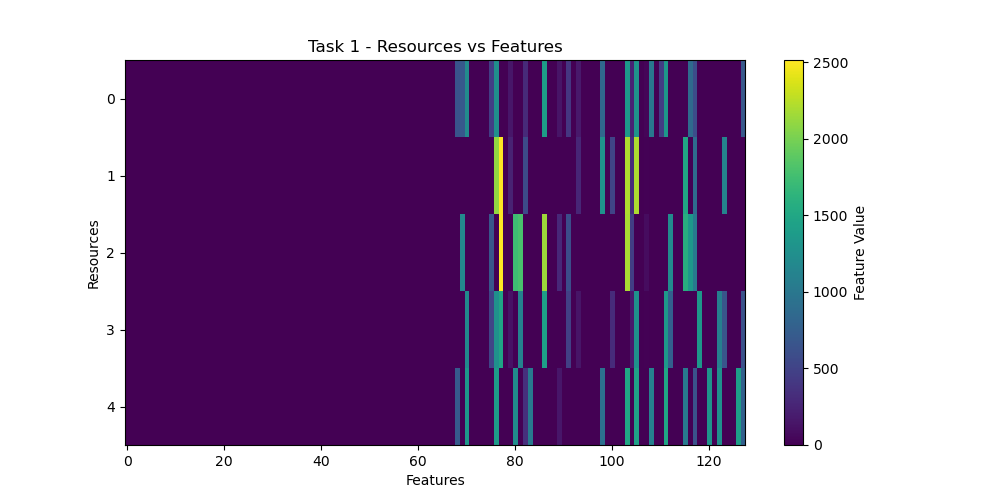 Task 1 - Resources vs Features
Resources
0
1
2
3
4
0 20 40 60 80 100 120
Features
2500
2000
1500
1000
500
0
Feature Value